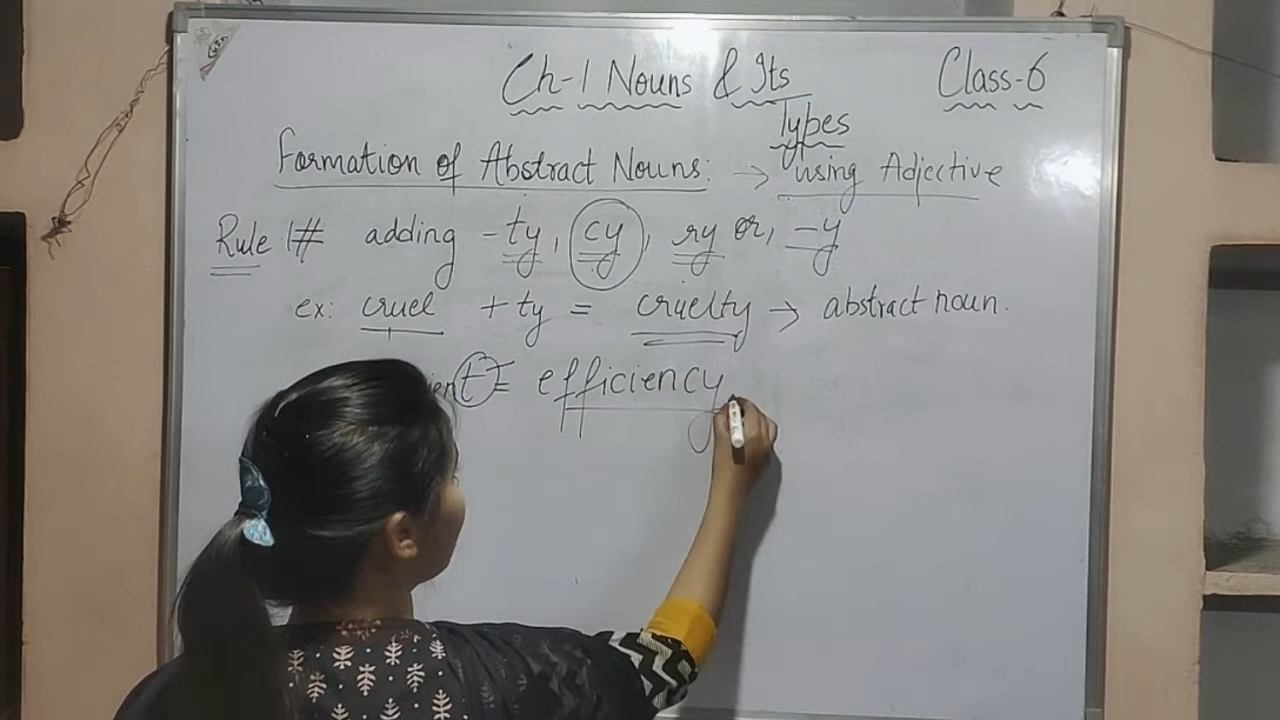 Ch-1 Nouns & Its Class-6
Types
Formation of Abstract Nouns: → using Adjective
Rule 1# adding -ty, cy, ry or, -y
ex: cruel + ty = cruelty → abstract noun.
ent = efficiency